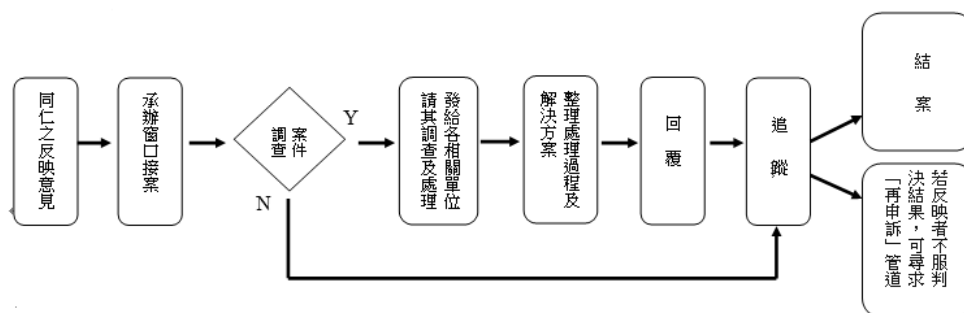 同仁之反映意見
承辦窗口接案
案件
調查
Y
N
發給各相關單位
請其調查及處理
整理處理過程及
解決方案
回覆
追蹤
結案
若反映者不服判
決結果，可尋求
「再申訴」管道